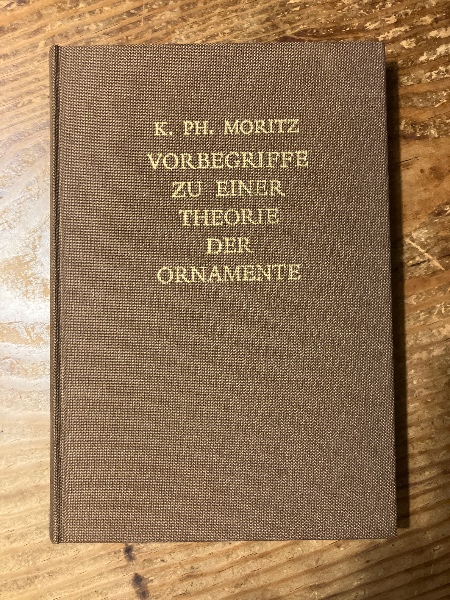 K. PH. MORITZ
VORBEGRIFFE
ZU EINER
THEORIE
DER
ORNAMENTE